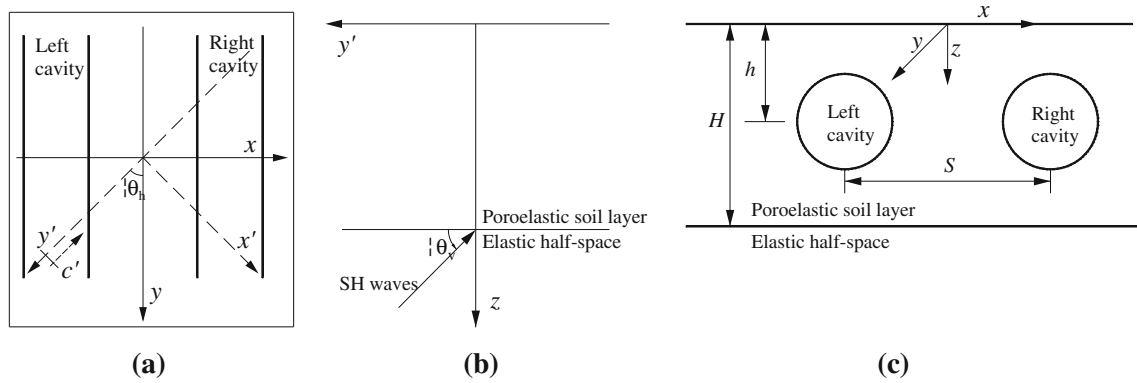 Left
cavity
Right
cavity
x
¦θh
y′
x′
c′
y
(a)
y′
Poroelastic soil layer
¦θv
Elastic half-space
SH waves
z
(b)
x
y
z
h
H
Left
cavity
Right
cavity
S
Poroelastic soil layer
Elastic half-space
(c)